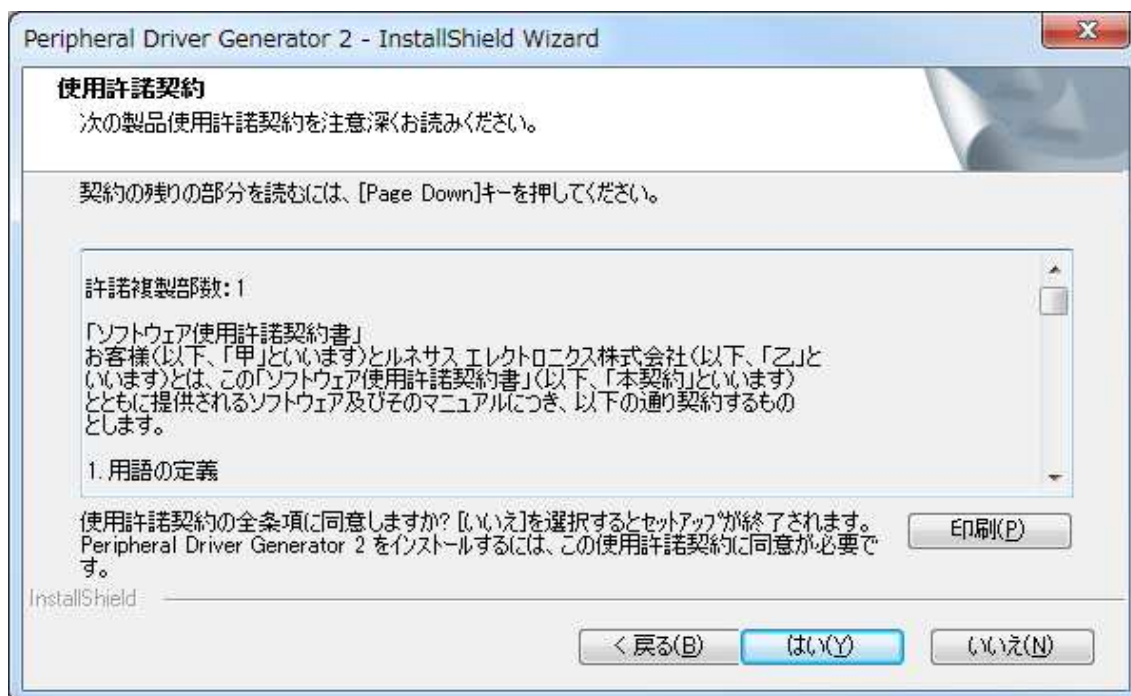 Peripheral Driver Generator 2 - InstallShield Wizard
使用許諾契約
次の製品使用許諾契約を注意深くお読みください。
契約の残りの部分を読むには、[Page Down]キーを押してください。
許諾複製部数: 1
「ソフトウェア使用許諾契約書」
お客様(以下、「甲」といいます)とルネサス エレクトロニクス株式会社(以下、「乙」と
いいます)とは、この「ソフトウェア使用許諾契約書」(以下、「本契約」といいます)
とともに提供されるソフトウェア及びそのマニュアルにつき、以下の通り契約するもの
とします。
1. 用語の定義
使用許諾契約の全条項に同意しますか? [いいえ]を選択するとセットアップが終了されます。
Peripheral Driver Generator 2 をインストールするには、この使用許諾契約に同意が必要で
す。
印刷(P)
InstallShield
< 戻る(B)
はい(Y)
いいえ(N)